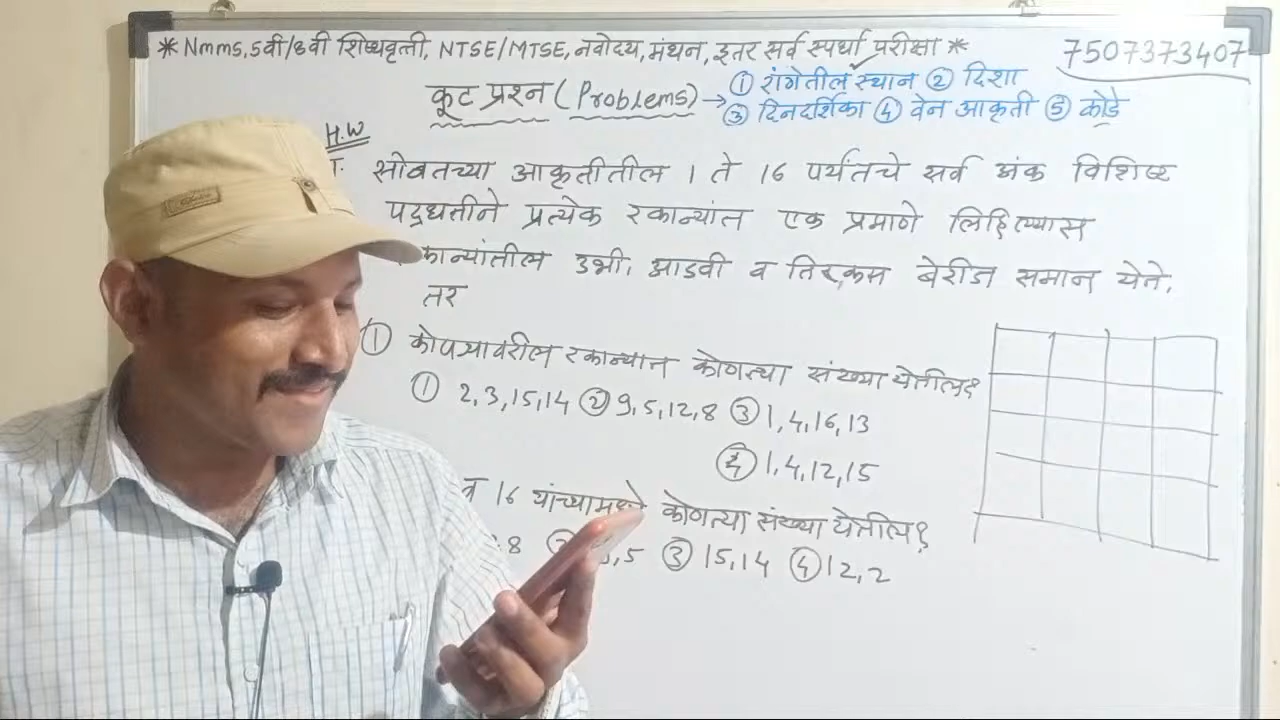 * Nmms, 5वी/8वी शिष्यवृत्ती, NTSE/MTSE, नवोदय, मंथन, इतर सर्व स्पर्धा परीक्षा *
7507373407
कूट प्रश्न (Problems) → ① रांगेतील स्थान ② दिशा
③ दिनदर्शिका ④ वेन आकृती ⑤ कोडे
H.W
सोबतच्या आकृतीतील 1 ते 16 पर्यंतचे सर्व अंक विशिष्ट
पद्धतीने प्रत्येक रकान्यांत एक प्रमाणे लिहिल्यास
कान्यांतील उभी, आडवी व तिरकस बेरीज समान येते.
तर
① कोपऱ्यावरील रकान्यात कोणत्या संख्या येतील?
① 2,3,15,14 ② 9,5,12,8 ③ 1,4,16,13
④ 1,4,12,15
व 16 यांच्यामध्ये कोणत्या संख्या येतील?
8 ,5 ③ 15,14 ④ 12,2